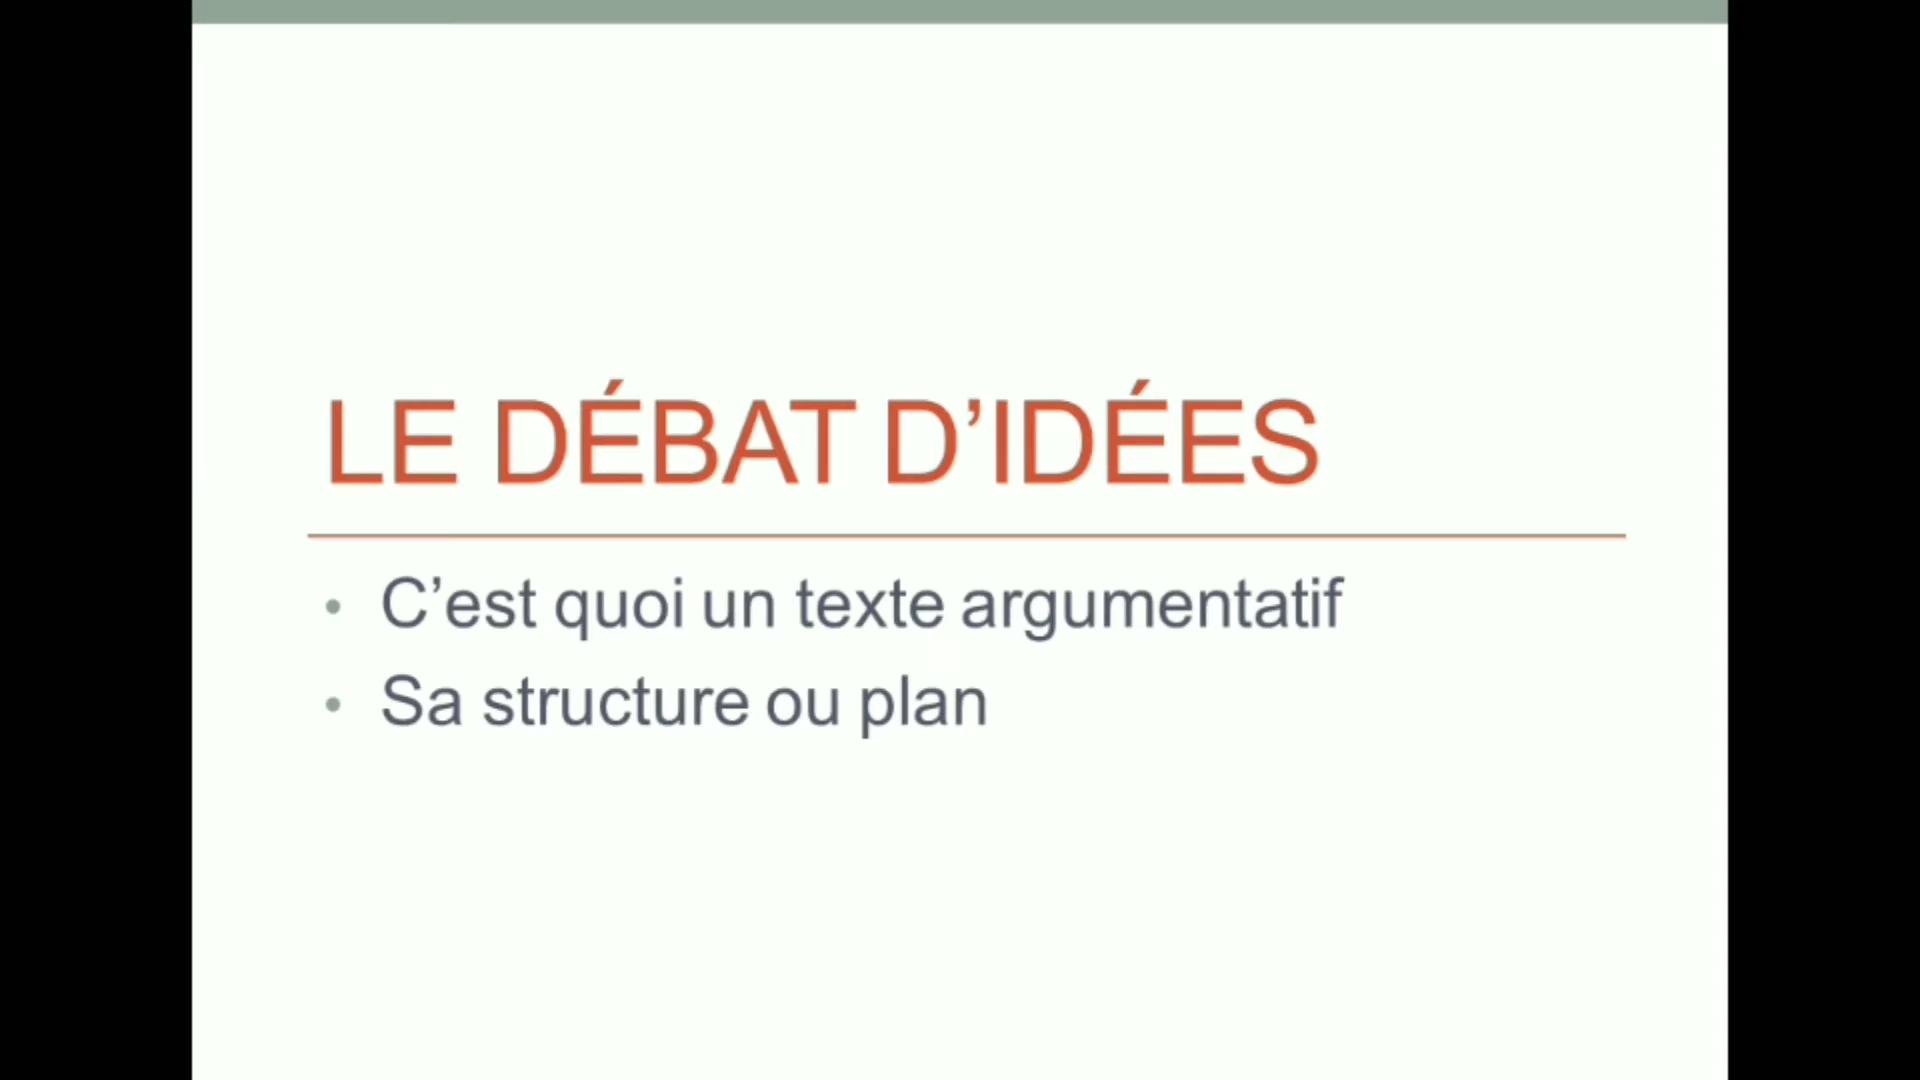 LE DÉBAT D’IDÉES
• C’est quoi un texte argumentatif
• Sa structure ou plan